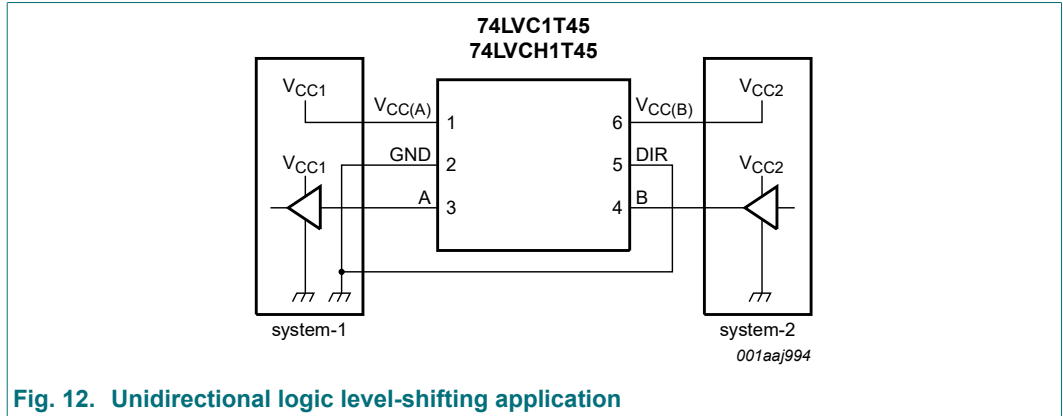 74LVC1T45
74LVCH1T45
VCC1
VCC(A)
1
6
VCC(B)
VCC2
GND
2
5
DIR
VCC1
VCC2
A
3
4
B
system-1
system-2
001aaj994
Fig. 12. Unidirectional logic level-shifting application